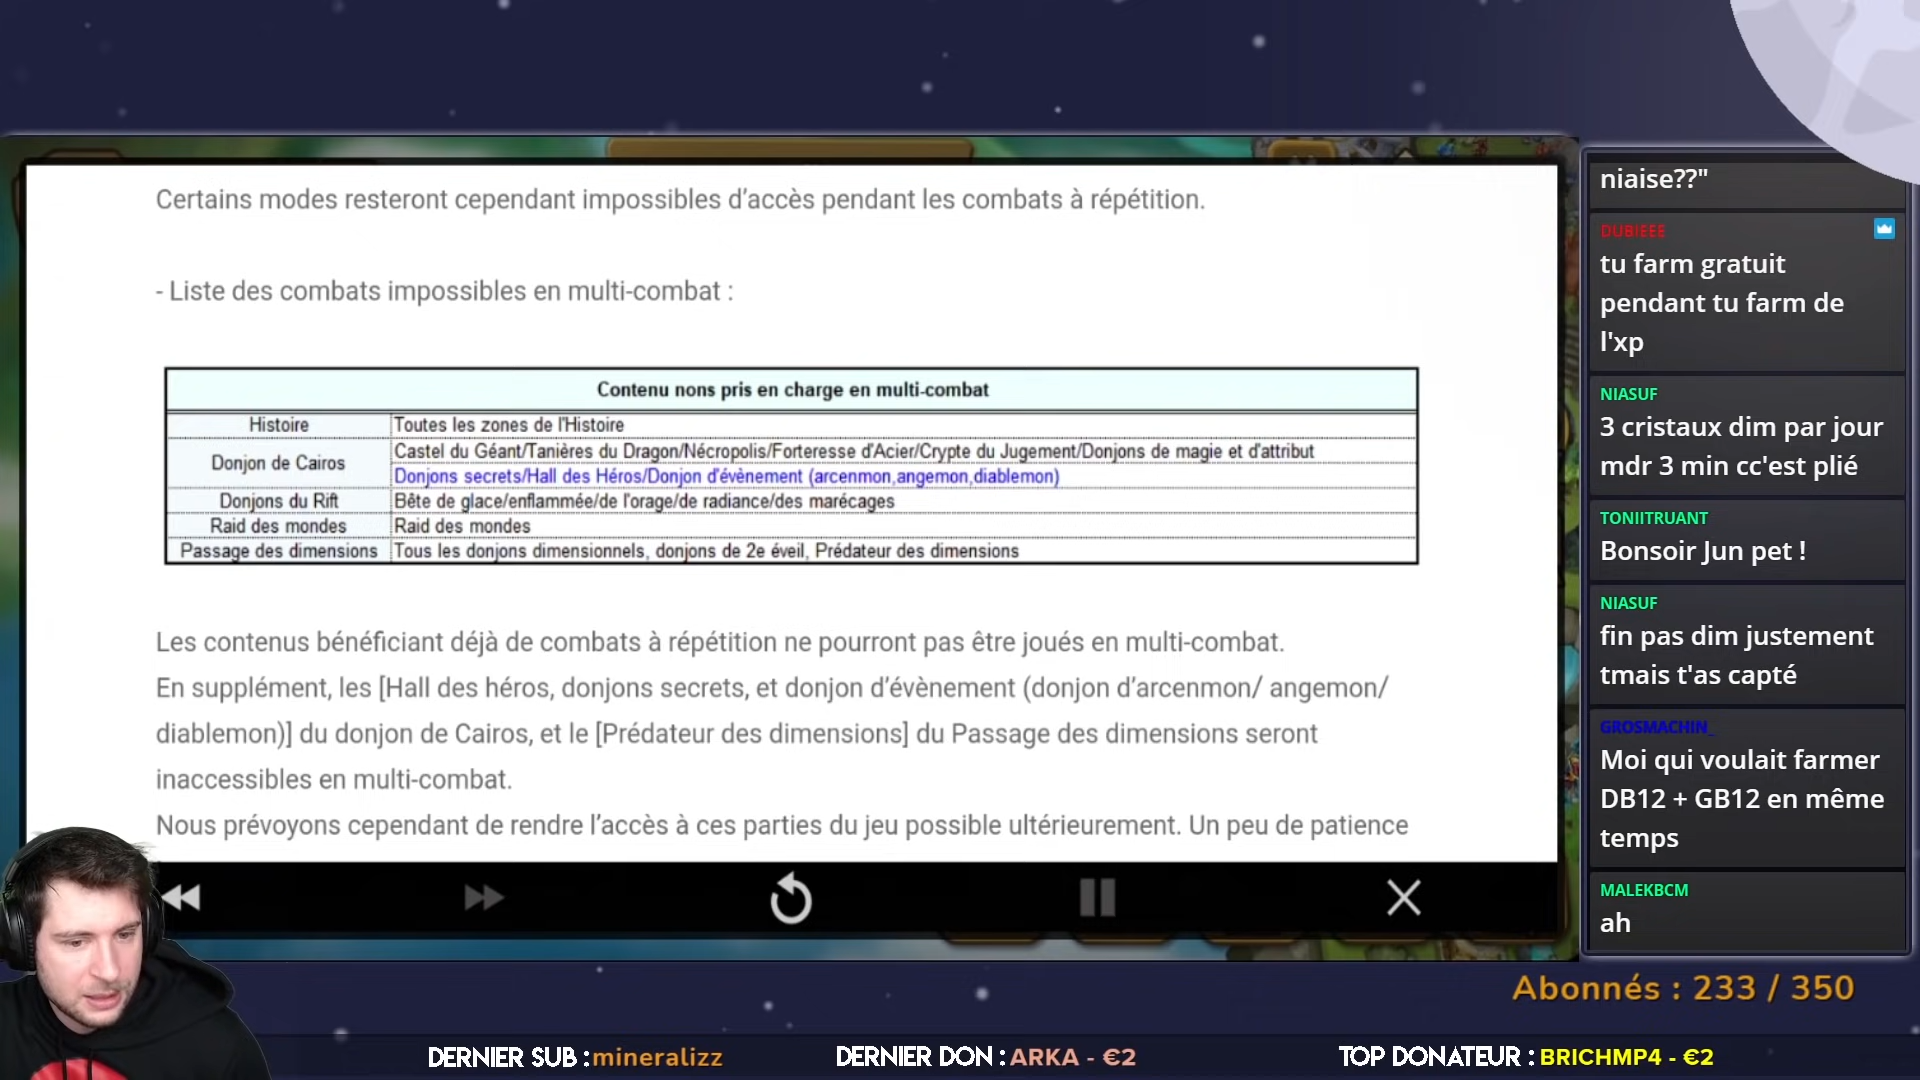 Certains modes resteront cependant impossibles d’accès pendant les combats à répétition.
- Liste des combats impossibles en multi-combat :
Contenu nons pris en charge en multi-combat
Histoire
Toutes les zones de l'Histoire
Donjon de Cairos
Castel du Géant/Tanières du Dragon/Nécropolis/Forteresse d'Acier/Crypte du Jugement/Donjons de magie et d'attribut
Donjons secrets/Hall des Héros/Donjon d'évènement (arcenmon,angemon,diablemon)
Donjons du Rift
Bête de glace/enflammée/de l'orage/de radiance/des marécages
Raid des mondes
Raid des mondes
Passage des dimensions
Tous les donjons dimensionnels, donjons de 2e éveil, Prédateur des dimensions
Les contenus bénéficiant déjà de combats à répétition ne pourront pas être joués en multi-combat.
En supplément, les [Hall des héros, donjons secrets, et donjon d’évènement (donjon d’arcenmon/ angemon/
diablemon)] du donjon de Cairos, et le [Prédateur des dimensions] du Passage des dimensions seront
inaccessibles en multi-combat.
Nous prévoyons cependant de rendre l’accès à ces parties du jeu possible ultérieurement. Un peu de patience
niaise??"
DUBIEEE
tu farm gratuit
pendant tu farm de
l'xp
NIASUF
3 cristaux dim par jour
mdr 3 min cc'est plié
TONIITRUANT
Bonsoir Jun pet !
NIASUF
fin pas dim justement
tmais t'as capté
GROSMACHIN_
Moi qui voulait farmer
DB12 + GB12 en même
temps
MALEKBCM
ah
Abonnés : 233 / 350
DERNIER SUB : mineralizz
DERNIER DON : ARKA - €2
TOP DONATEUR : BRICHMP4 - €2